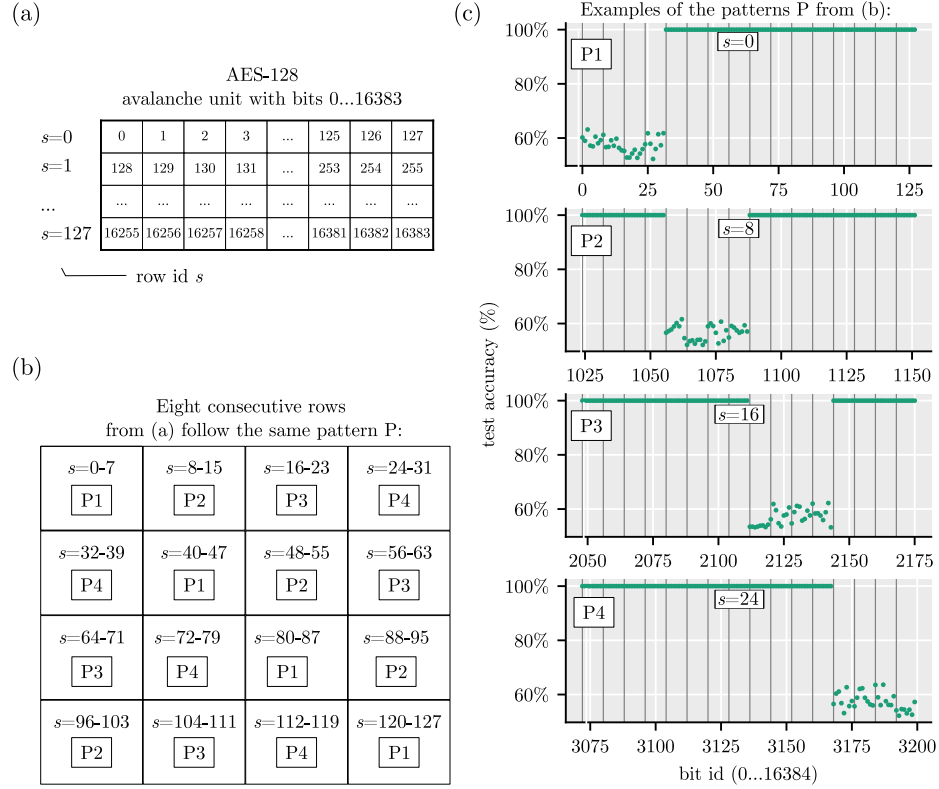 (a)
AES-128
avalanche unit with bits 0...16383
s=0 0 1 2 3 ... 125 126 127
s=1 128 129 130 131 ... 253 254 255
... ... ... ... ... ... ... ... ...
s=127 16255 16256 16257 16258 ... 16381 16382 16383
row id s
(b)
Eight consecutive rows
from (a) follow the same pattern P:
s=0-7 s=8-15 s=16-23 s=24-31
P1 P2 P3 P4
s=32-39 s=40-47 s=48-55 s=56-63
P4 P1 P2 P3
s=64-71 s=72-79 s=80-87 s=88-95
P3 P4 P1 P2
s=96-103 s=104-111 s=112-119 s=120-127
P2 P3 P4 P1
(c)
Examples of the patterns P from (b):
test accuracy (%)
100%
P1
s=0
80%
60%
0 25 50 75 100 125
100%
P2
s=8
80%
60%
1025 1050 1075 1100 1125 1150
100%
P3
s=16
80%
60%
2050 2075 2100 2125 2150 2175
100%
P4
s=24
80%
60%
3075 3100 3125 3150 3175 3200
bit id (0...16384)